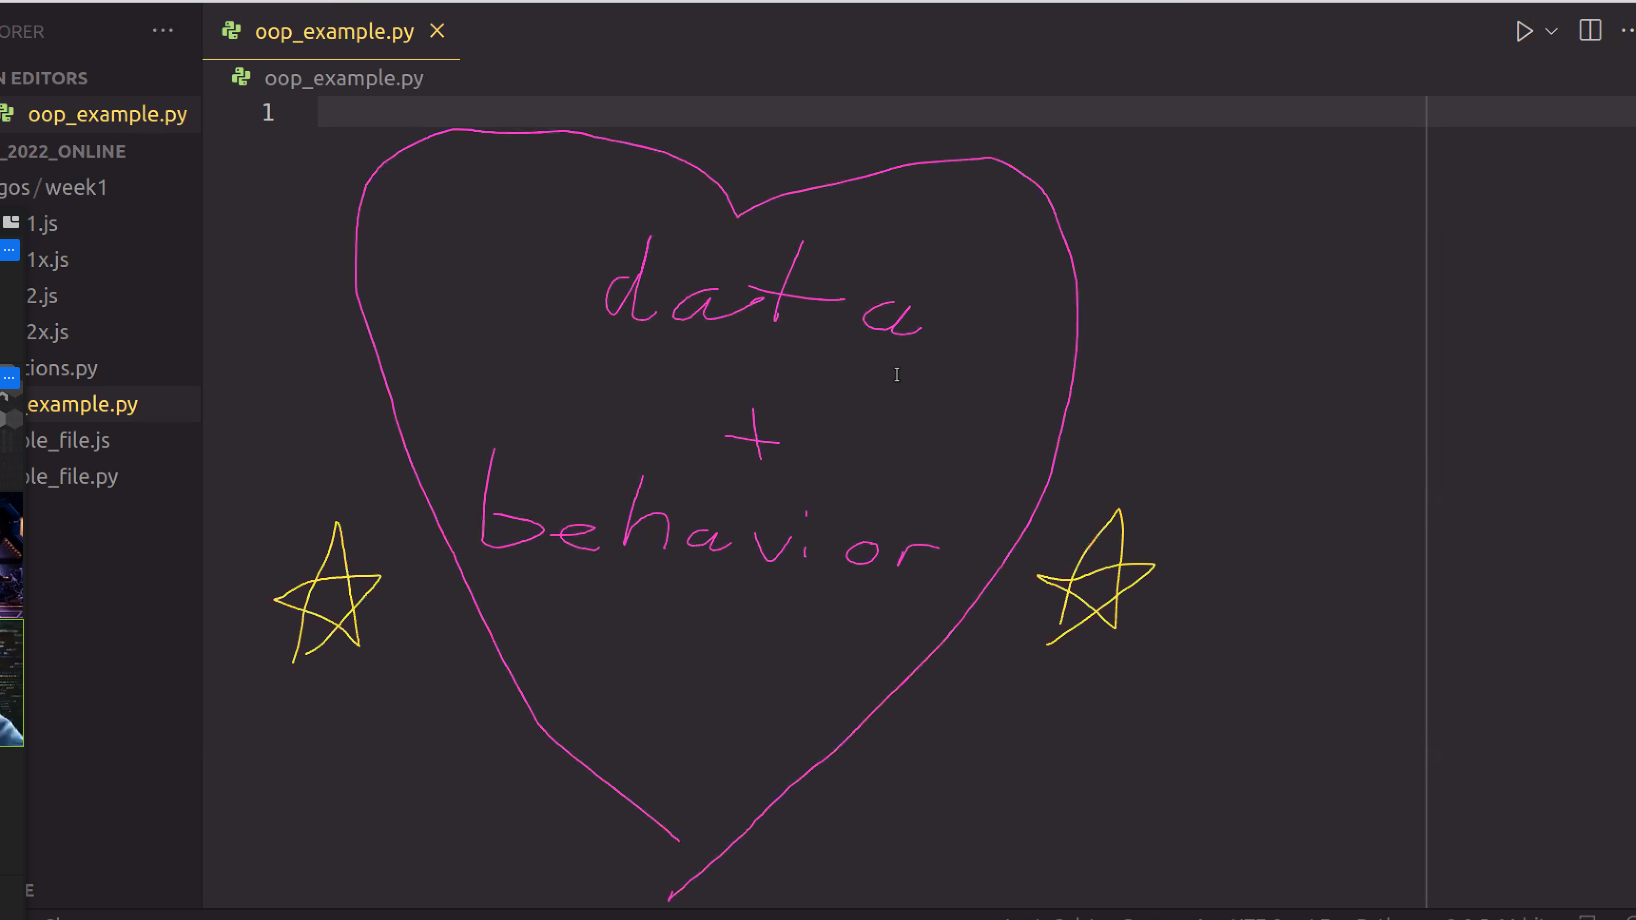 ORER
oop_example.py
N EDITORS
oop_example.py
oop_example.py
1
_2022_ONLINE
gos / week1
1.js
1x.js
2.js
2x.js
tions.py
example.py
ole_file.js
ole_file.py
data
+
behavior
E